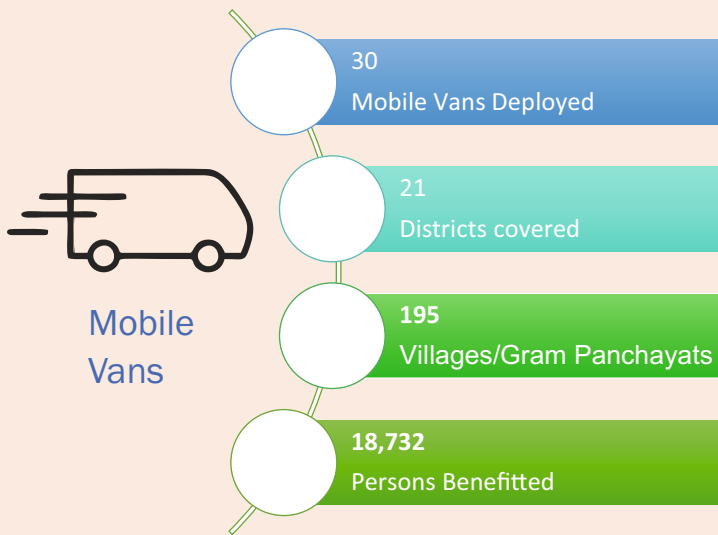 Mobile
Vans
30
Mobile Vans Deployed
21
Districts covered
195
Villages/Gram Panchayats
18,732
Persons Benefitted